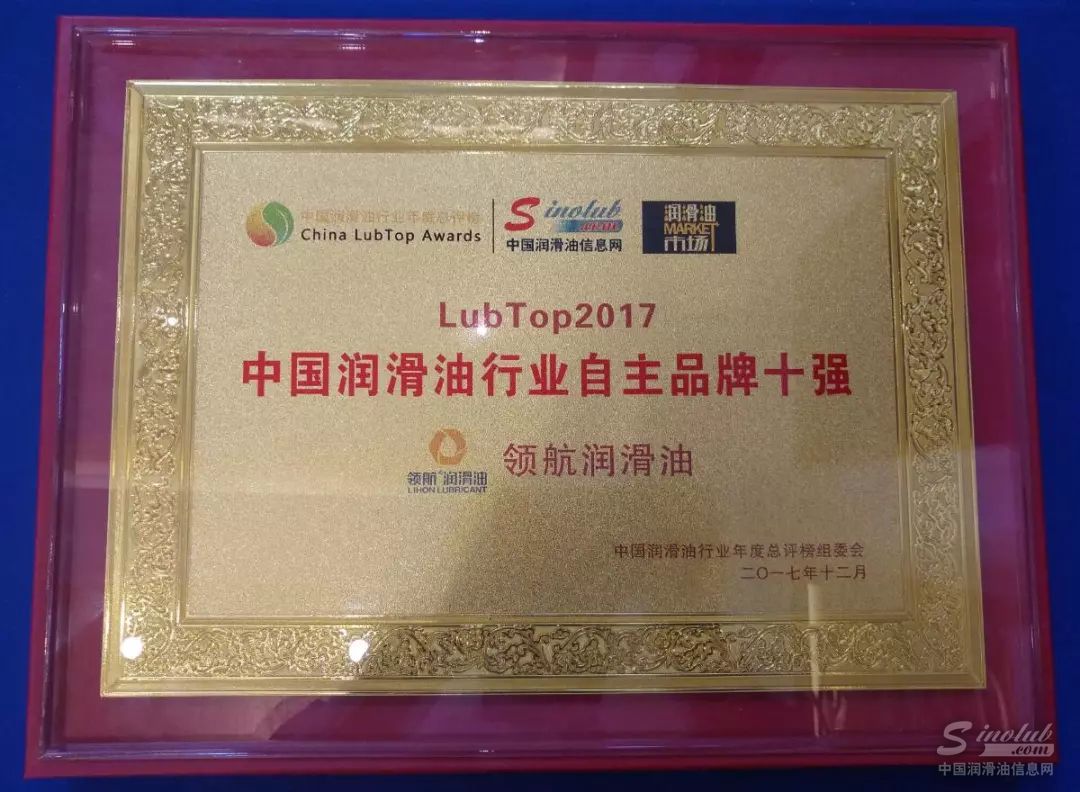 中国润滑油行业年度总评榜
China LubTop Awards
Sinolub
.com
中国润滑油信息网
润滑油
MARKET
市场
LubTop2017
中国润滑油行业自主品牌十强
领航®润滑油
LIHON LUBRICANT
领航润滑油
中国润滑油行业年度总评榜组委会
二〇一七年十二月
Sinolub
.com
中国润滑油信息网